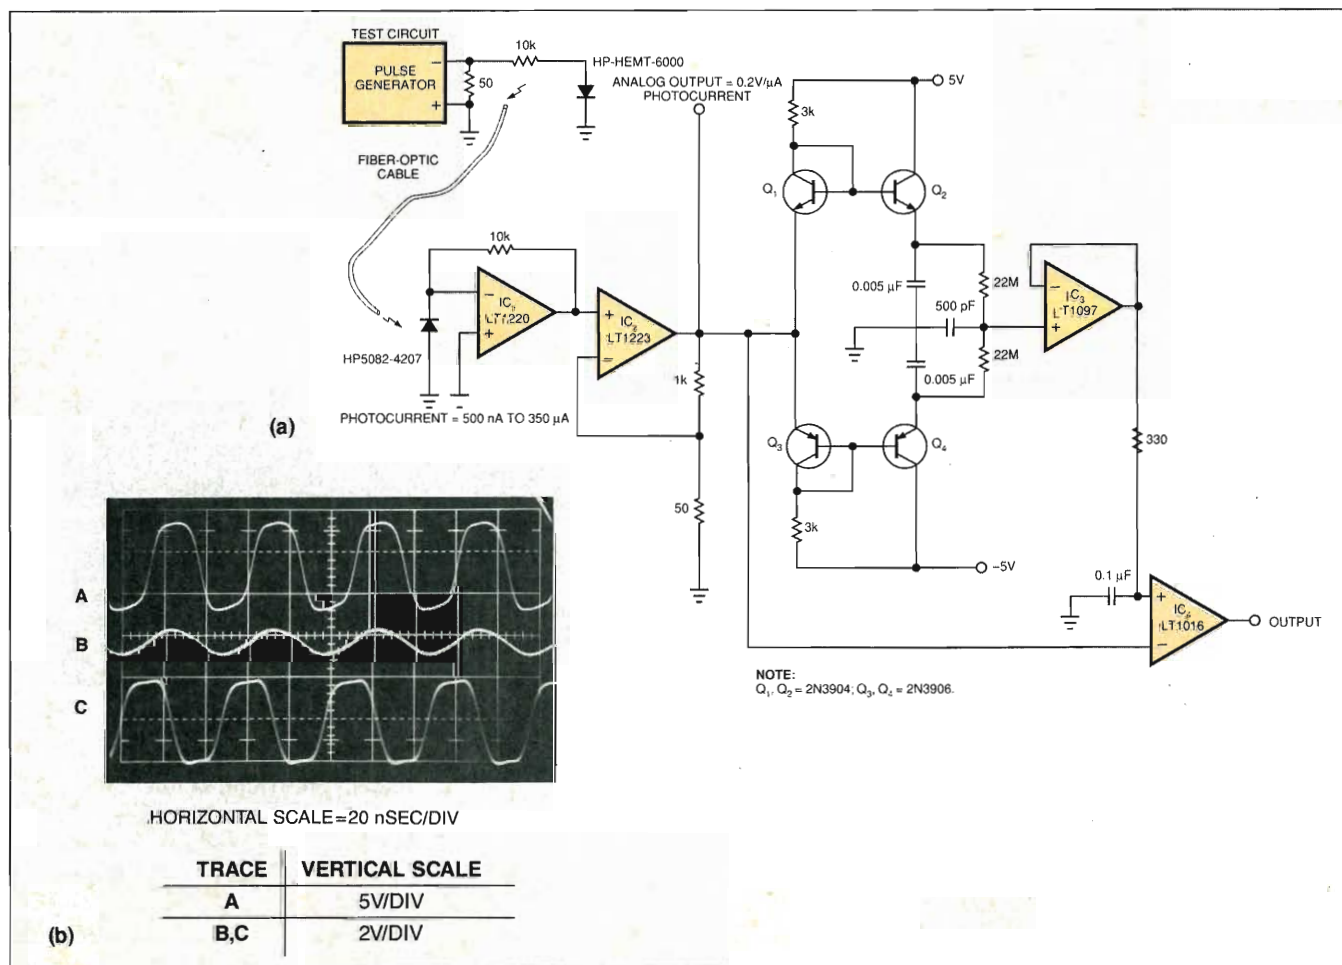 TEST CIRCUIT
PULSE
GENERATOR
−
+
50
10k
HP-HEMT-6000
ANALOG OUTPUT = 0.2V/µA
PHOTOCURRENT
FIBER-OPTIC
CABLE
5V
3k
Q1
Q2
10k
−
+
IC1
LT1220
+
−
IC2
LT1223
HP5082-4207
PHOTOCURRENT = 500 nA TO 350 µA
(a)
1k
50
0.005 µF
500 pF
22M
22M
0.005 µF
−
+
IC3
LT1097
Q3
Q4
3k
−5V
330
0.1 µF
+
−
IC4
LT1016
OUTPUT
NOTE:
Q1, Q2 = 2N3904; Q3, Q4 = 2N3906.
A
B
C
HORIZONTAL SCALE=20 nSEC/DIV
TRACE VERTICAL SCALE
A 5V/DIV
B,C 2V/DIV
(b)